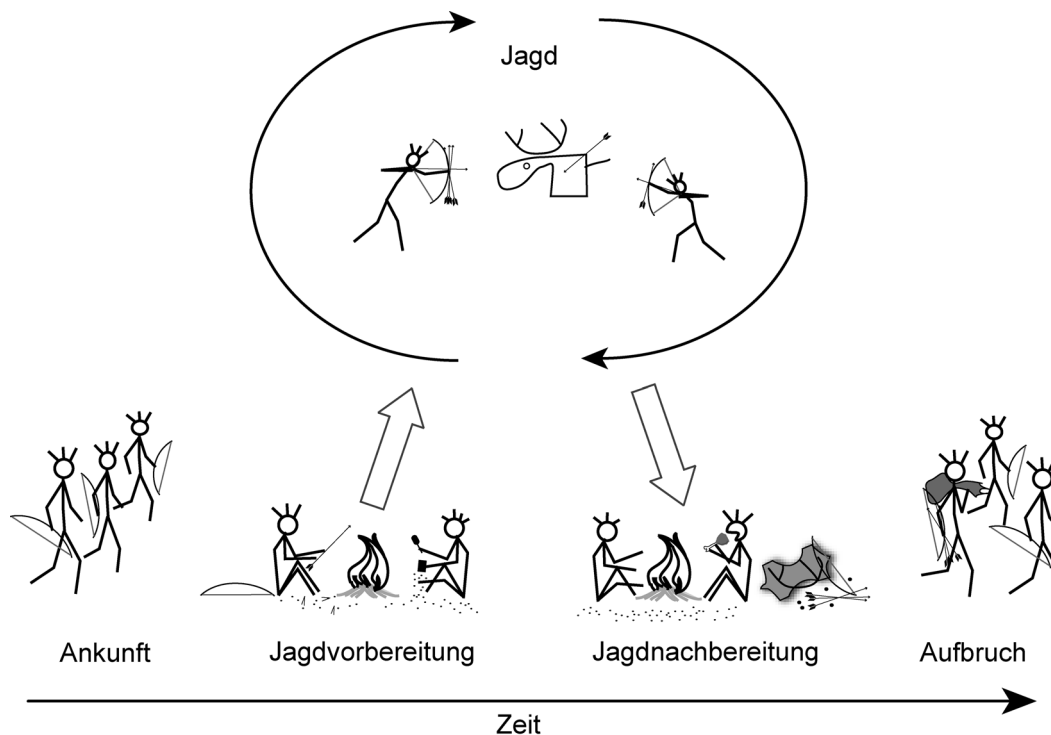 Jagd
Ankunft
Jagdvorbereitung
Jagdnachbereitung
Aufbruch
Zeit